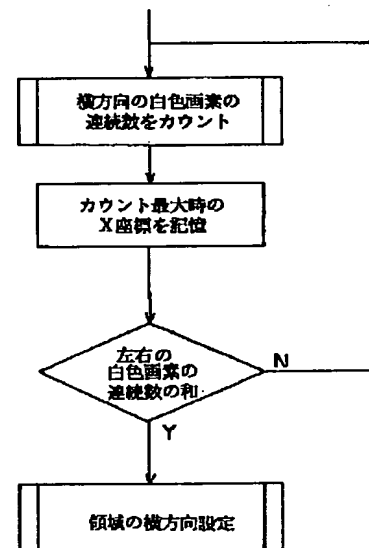 横方向の白色画素の
連続数をカウント
カウント最大時の
X座標を記憶
左右の
白色画素の
連続数の和
N
Y
領域の横方向設定